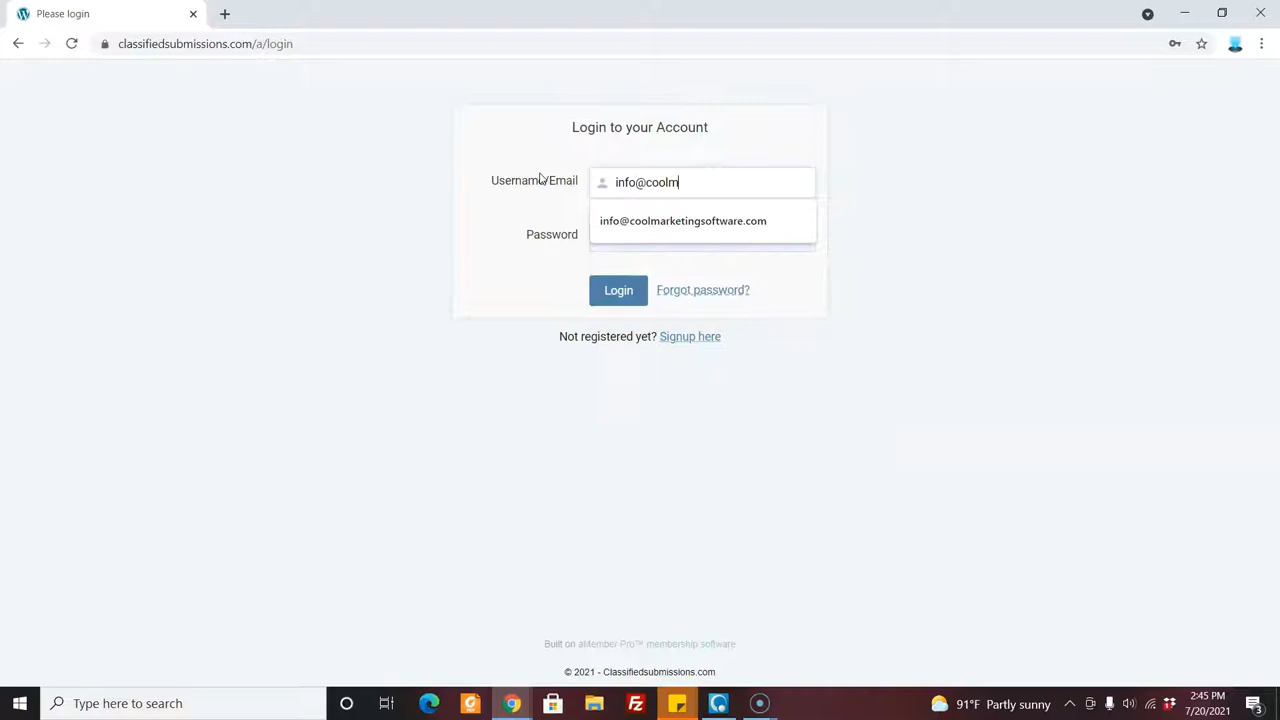 Please login
classifiedsubmissions.com/a/login
Login to your Account
Username/Email
info@coolm
info@coolmarketingsoftware.com
Password
Login Forgot password?
Not registered yet? Signup here
Built on aMember Pro™ membership software
© 2021 - Classifiedsubmissions.com
Type here to search
91°F Partly sunny
2:45 PM
7/20/2021
3